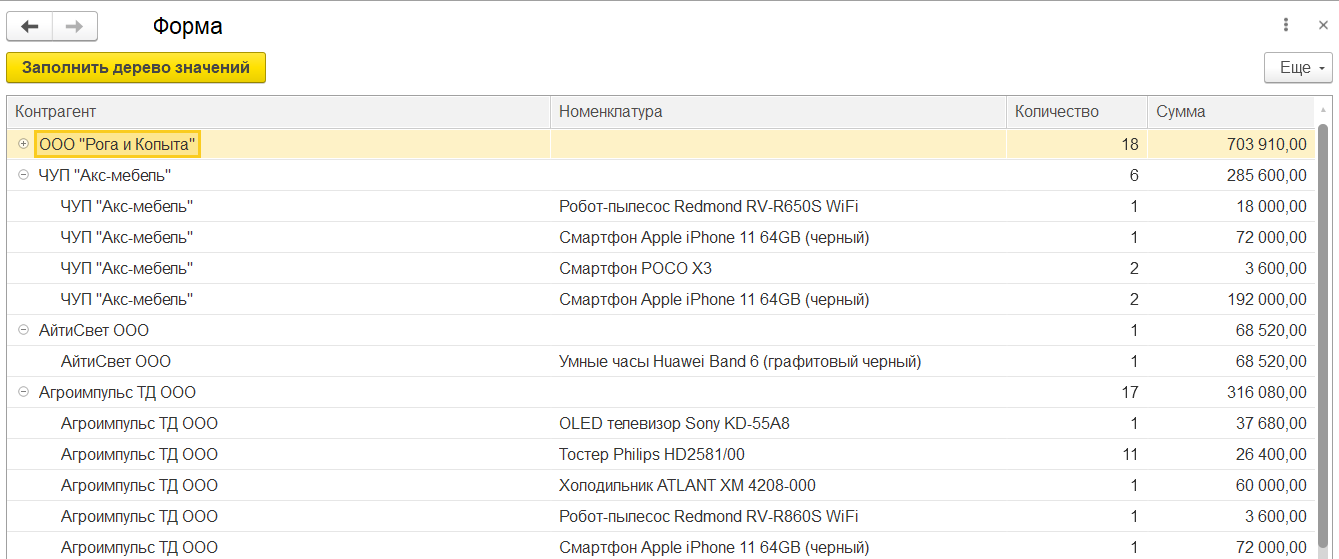 Форма
Заполнить дерево значений
Еще
Контрагент Номенклатура Количество Сумма
ООО "Рога и Копыта" 18 703 910,00
ЧУП "Акс-мебель" 6 285 600,00
ЧУП "Акс-мебель" Робот-пылесос Redmond RV-R650S WiFi 1 18 000,00
ЧУП "Акс-мебель" Смартфон Apple iPhone 11 64GB (черный) 1 72 000,00
ЧУП "Акс-мебель" Смартфон POCO X3 2 3 600,00
ЧУП "Акс-мебель" Смартфон Apple iPhone 11 64GB (черный) 2 192 000,00
АйтиСвет ООО 1 68 520,00
АйтиСвет ООО Умные часы Huawei Band 6 (графитовый черный) 1 68 520,00
Агроимпульс ТД ООО 17 316 080,00
Агроимпульс ТД ООО OLED телевизор Sony KD-55A8 1 37 680,00
Агроимпульс ТД ООО Тостер Philips HD2581/00 11 26 400,00
Агроимпульс ТД ООО Холодильник ATLANT ХМ 4208-000 1 60 000,00
Агроимпульс ТД ООО Робот-пылесос Redmond RV-R860S WiFi 1 3 600,00
Агроимпульс ТД ООО Смартфон Apple iPhone 11 64GB (черный) 1 72 000,00